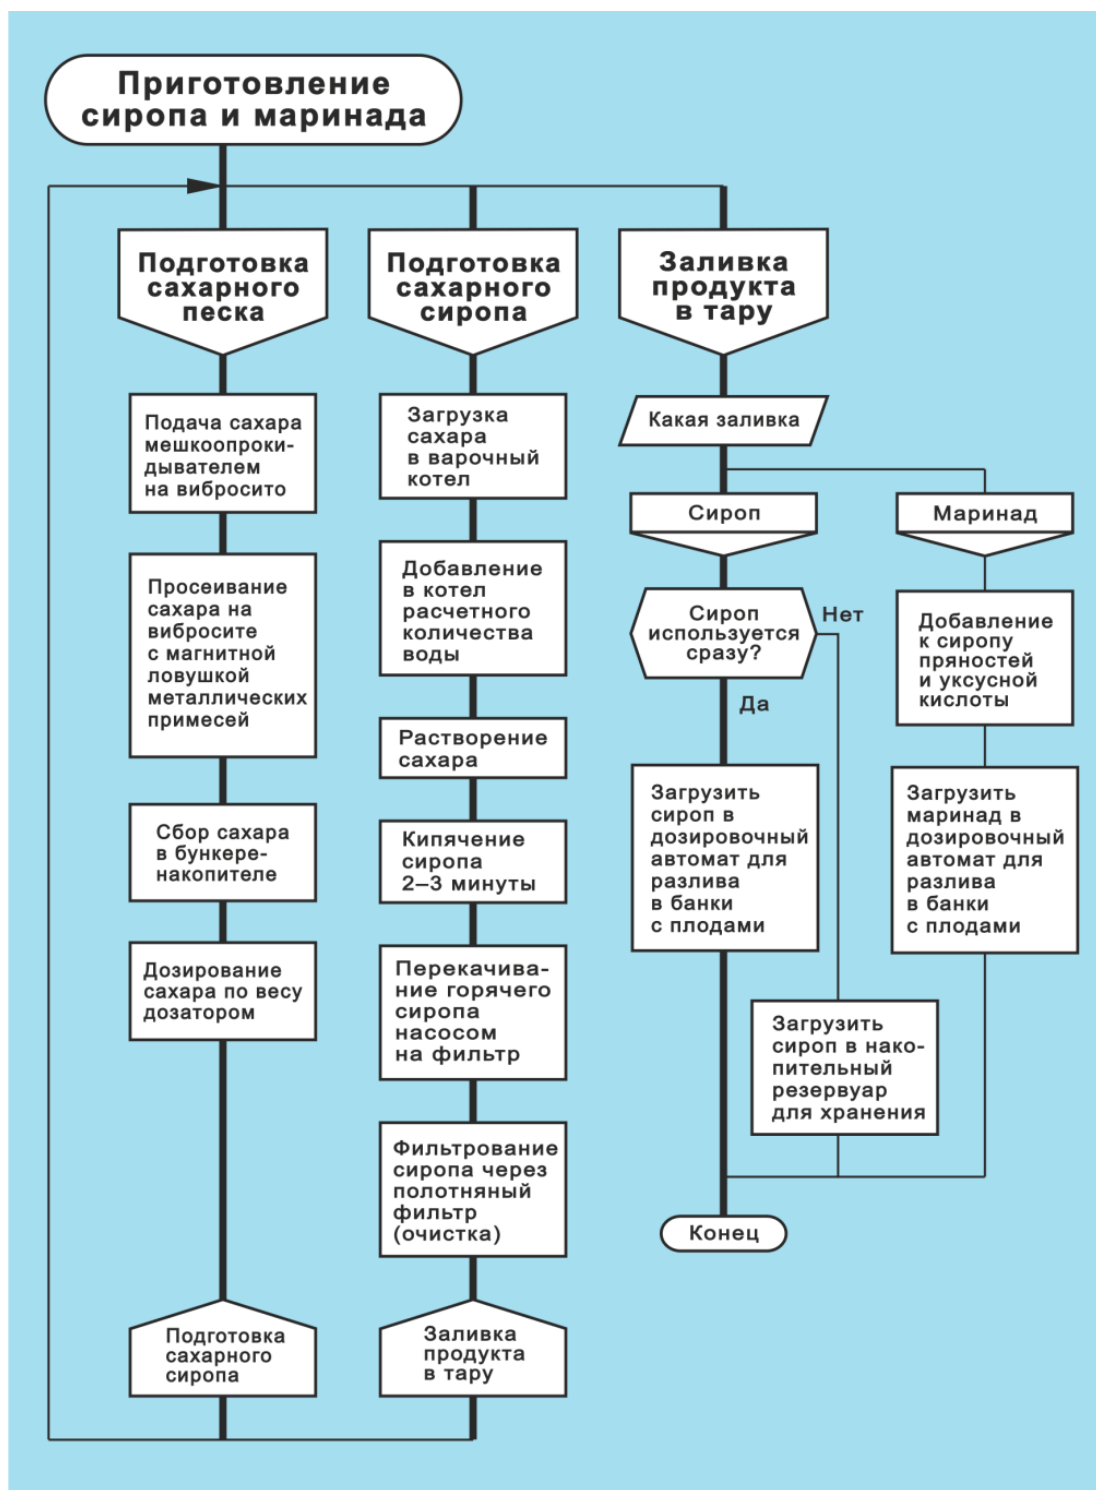 Приготовление
сиропа и маринада
Подготовка
сахарного
песка
Подача сахара
мешкоопроки-
дывателем
на вибросито
Просеивание
сахара на
вибросите
с магнитной
ловушкой
металлических
примесей
Сбор сахара
в бункере-
накопителе
Дозирование
сахара по весу
дозатором
Подготовка
сахарного
сиропа
Подготовка
сахарного
сиропа
Загрузка
сахара
в варочный
котел
Добавление
в котел
расчетного
количества
воды
Растворение
сахара
Кипячение
сиропа
2–3 минуты
Перекачива-
ние горячего
сиропа
насосом
на фильтр
Фильтрование
сиропа через
полотняный
фильтр
(очистка)
Заливка
продукта
в тару
Заливка
продукта
в тару
Какая заливка
Сироп
Сироп
используется
сразу?
Нет
Да
Загрузить
сироп в
дозировочный
автомат для
разлива
в банки
с плодами
Загрузить
сироп в нако-
пительный
резервуар
для хранения
Маринад
Добавление
к сиропу
пряностей
и уксусной
кислоты
Загрузить
маринад в
дозировочный
автомат для
разлива
в банки
с плодами
Конец